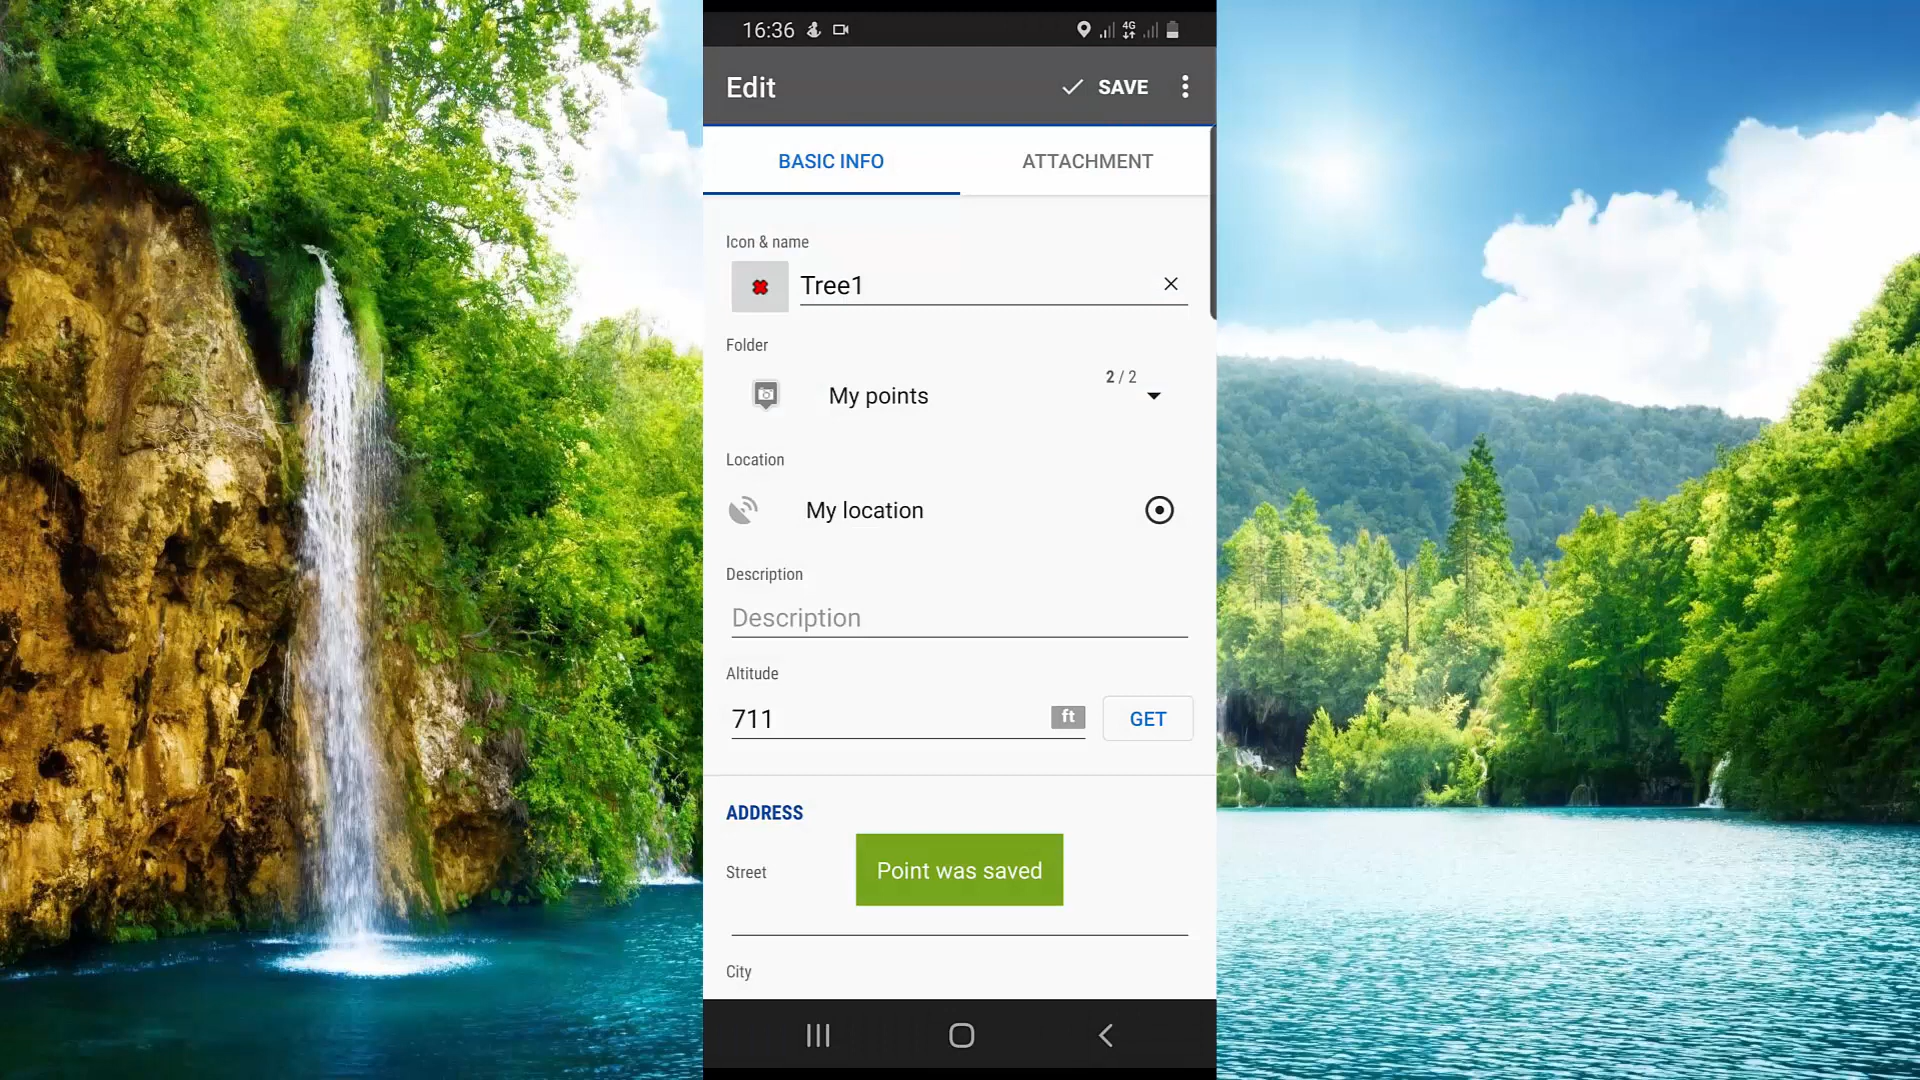 16:36
4G
Edit
SAVE
BASIC INFO
ATTACHMENT
Icon & name
Tree1
Folder
My points
2 / 2
Location
My location
Description
Description
Altitude
711
ft
GET
ADDRESS
Street
Point was saved
City